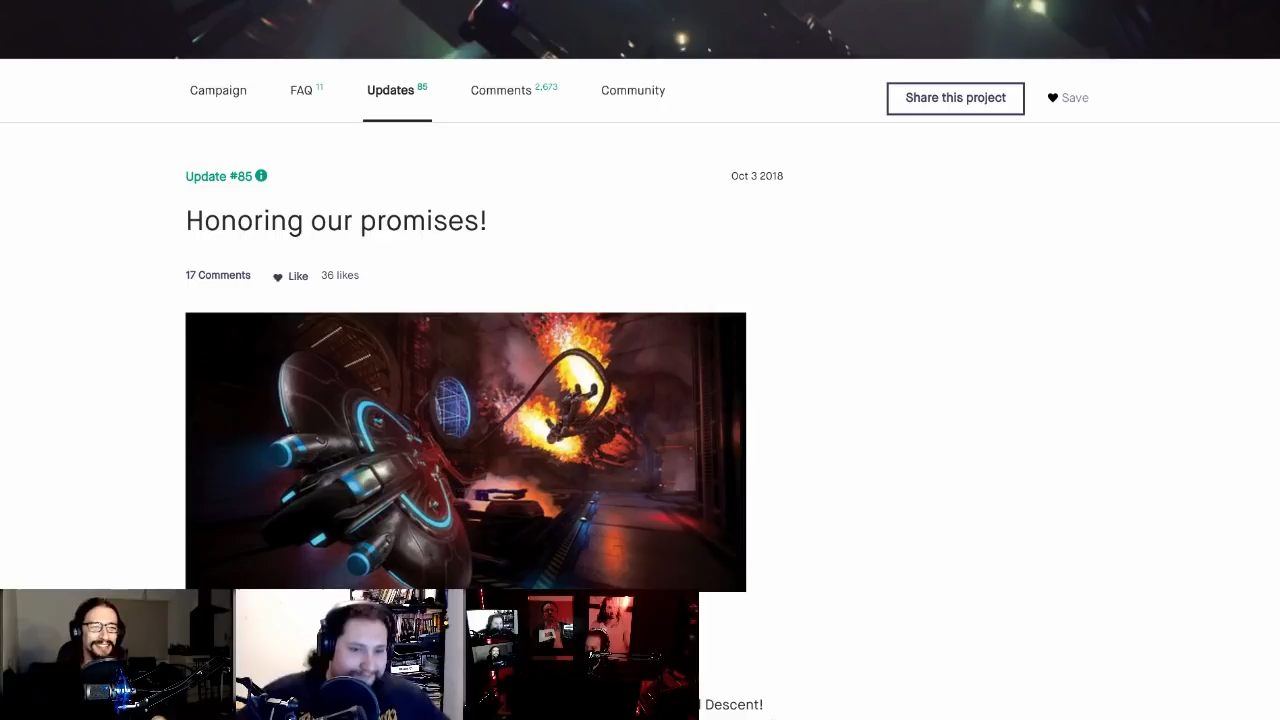 Campaign FAQ 11 Updates 85 Comments 2,673 Community Share this project Save
Update #85 Oct 3 2018
Honoring our promises!
17 Comments Like 36 likes
Descent!